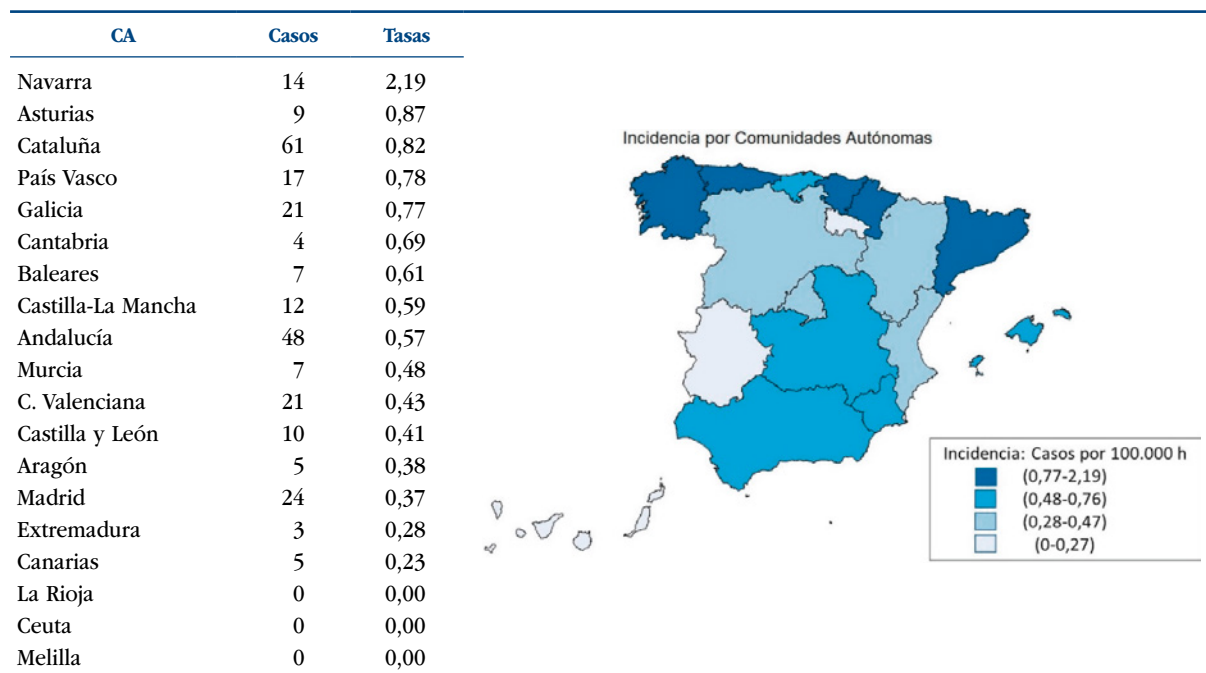 CA Casos Tasas
Navarra 14 2,19
Asturias 9 0,87
Cataluña 61 0,82
País Vasco 17 0,78
Galicia 21 0,77
Cantabria 4 0,69
Baleares 7 0,61
Castilla-La Mancha 12 0,59
Andalucía 48 0,57
Murcia 7 0,48
C. Valenciana 21 0,43
Castilla y León 10 0,41
Aragón 5 0,38
Madrid 24 0,37
Extremadura 3 0,28
Canarias 5 0,23
La Rioja 0 0,00
Ceuta 0 0,00
Melilla 0 0,00
Incidencia por Comunidades Autónomas
Incidencia: Casos por 100.000 h
(0,77-2,19)
(0,48-0,76)
(0,28-0,47)
(0-0,27)